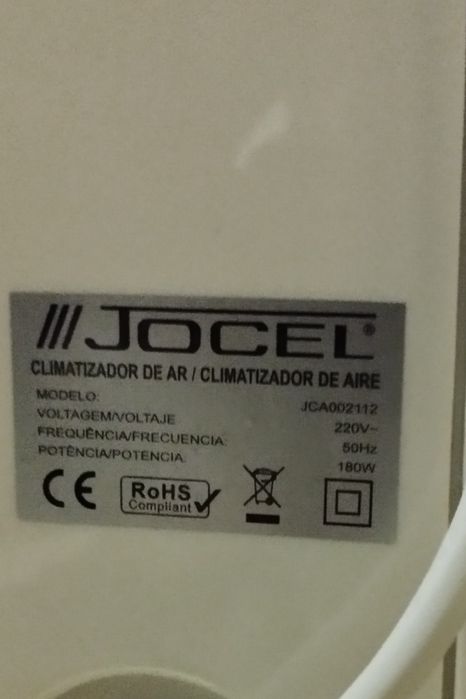 JOCEL®
CLIMATIZADOR DE AR / CLIMATIZADOR DE AIRE
MODELO: JCA002112
VOLTAGEM/VOLTAJE 220V~
FREQUÊNCIA/FRECUENCIA: 50Hz
POTÊNCIA/POTENCIA: 180W
CE RoHS
Compliant